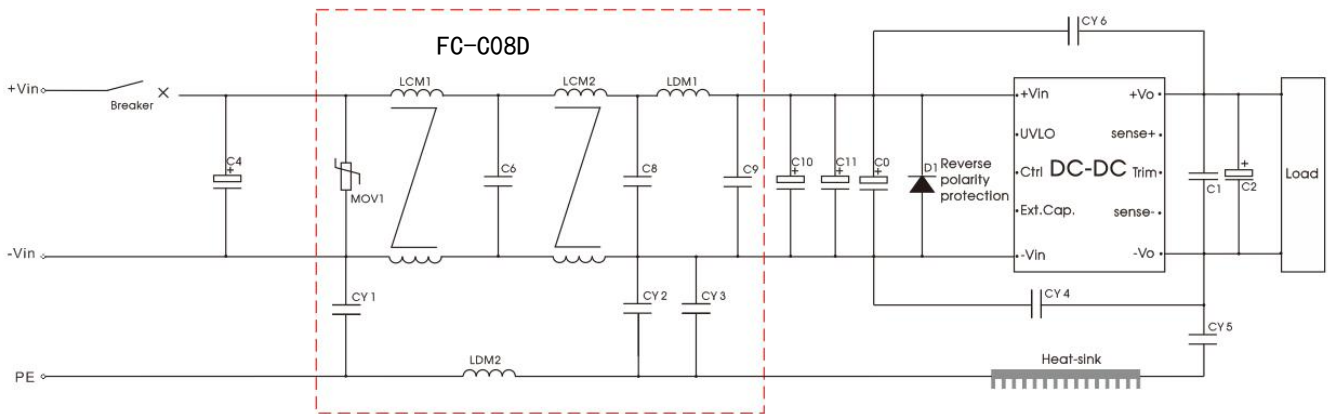 CY6
FC-C08D
LCM1
LCM2
LDM1
+Vin
Breaker
+Vin
+Vo
UVLO
sense+
C4
+
MOV1
C6
C8
C9
C10
+
C11
+
C0
+
D1
Reverse
polarity
protection
Ctrl
DC-DC
Trim
C1
+
C2
Load
Ext.Cap.
sense-
-Vin
-Vin
-Vo
CY1
CY2
CY3
CY4
CY5
LDM2
Heat-sink
PE